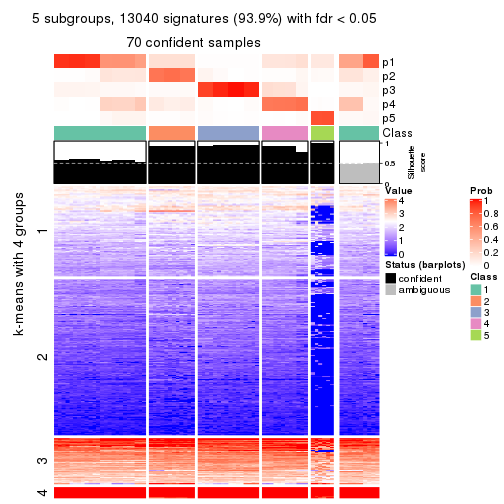 5 subgroups, 13040 signatures (93.9%) with fdr < 0.05
70 confident samples
p1
p2
p3
p4
p5
Class
1
0.5
0
Silhouette
score
k-means with 4 groups
1
2
3
4
Value
4
3
2
1
0
Status (barplots)
confident
ambiguous
Prob
1
0.8
0.6
0.4
0.2
0
Class
1
2
3
4
5